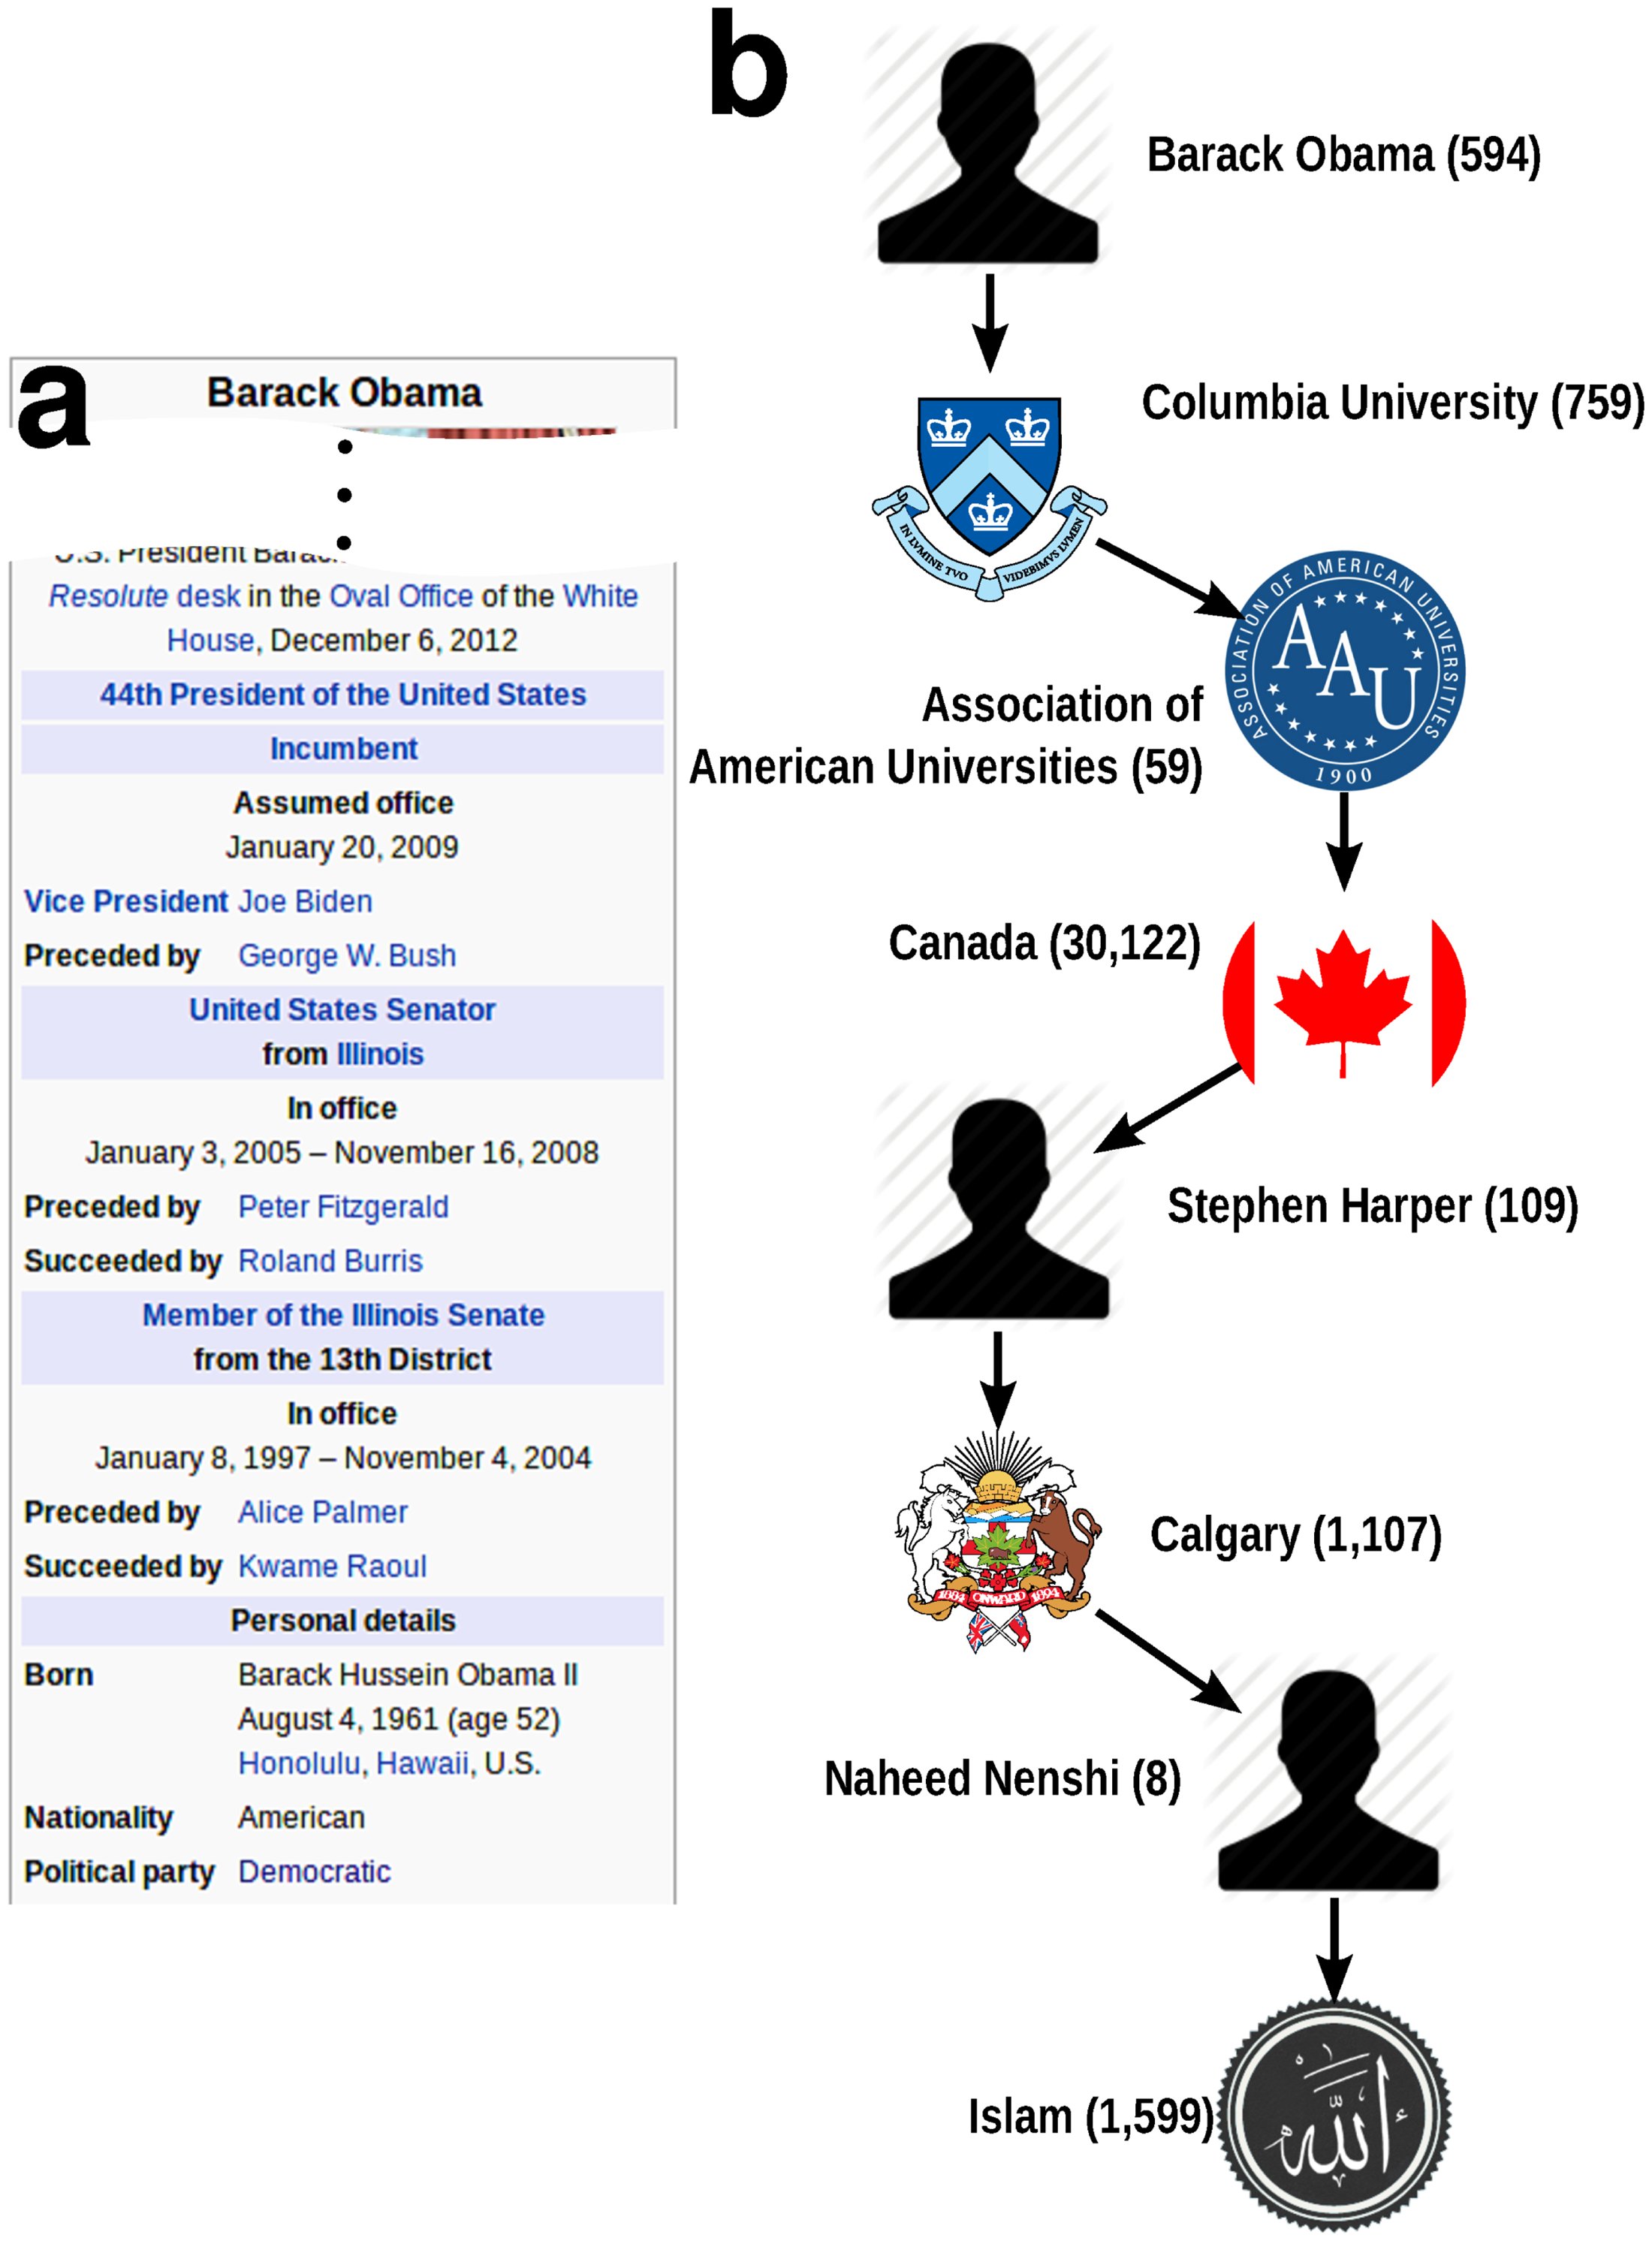 a
Barack Obama
U.S. President Barac
Resolute desk in the Oval Office of the White
House, December 6, 2012
44th President of the United States
Incumbent
Assumed office
January 20, 2009
Vice President Joe Biden
Preceded by George W. Bush
United States Senator
from Illinois
In office
January 3, 2005 – November 16, 2008
Preceded by Peter Fitzgerald
Succeeded by Roland Burris
Member of the Illinois Senate
from the 13th District
In office
January 8, 1997 – November 4, 2004
Preceded by Alice Palmer
Succeeded by Kwame Raoul
Personal details
Born Barack Hussein Obama II
August 4, 1961 (age 52)
Honolulu, Hawaii, U.S.
Nationality American
Political party Democratic
b
Barack Obama (594)
Columbia University (759)
IN LVMINE TVO VIDEBIMVS LVMEN
ASSOCIATION OF AMERICAN UNIVERSITIES
AAU
1900
Association of
American Universities (59)
Canada (30,122)
Stephen Harper (109)
Calgary (1,107)
1884 ONWARD 1894
Naheed Nenshi (8)
Islam (1,599)
الله